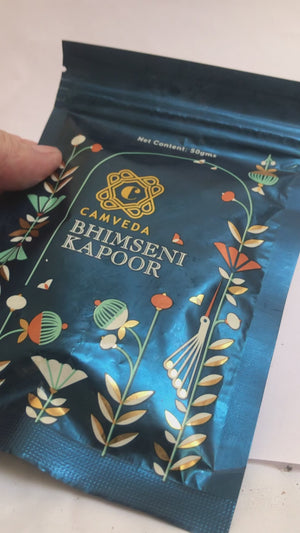 Net Content: 50gms
C
CAMVEDA
BHIMSENI
KAPOOR